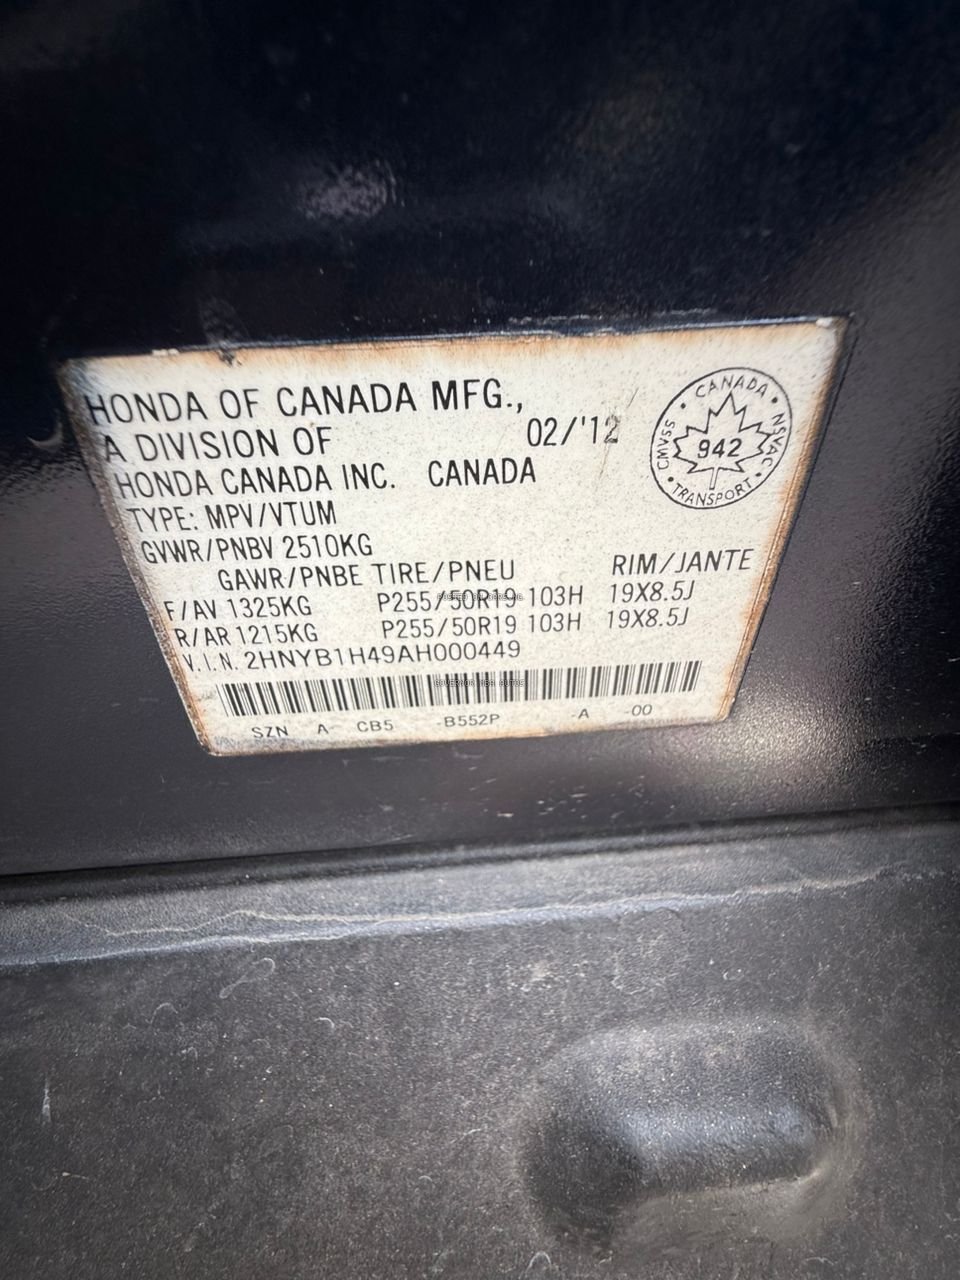 HONDA OF CANADA MFG.,
A DIVISION OF 02/'12
HONDA CANADA INC. CANADA
TYPE: MPV/VTUM
GVWR/PNBV 2510KG
GAWR/PNBE TIRE/PNEU RIM/JANTE
F/AV 1325KG P255/50R19 103H 19X8.5J
R/AR 1215KG P255/50R19 103H 19X8.5J
V.I.N. 2HNYB1H49AH000449
SZN A- CB5 -B552P -A -00
CANADA
NSVAC
TRANSPORT
CMVSS
942